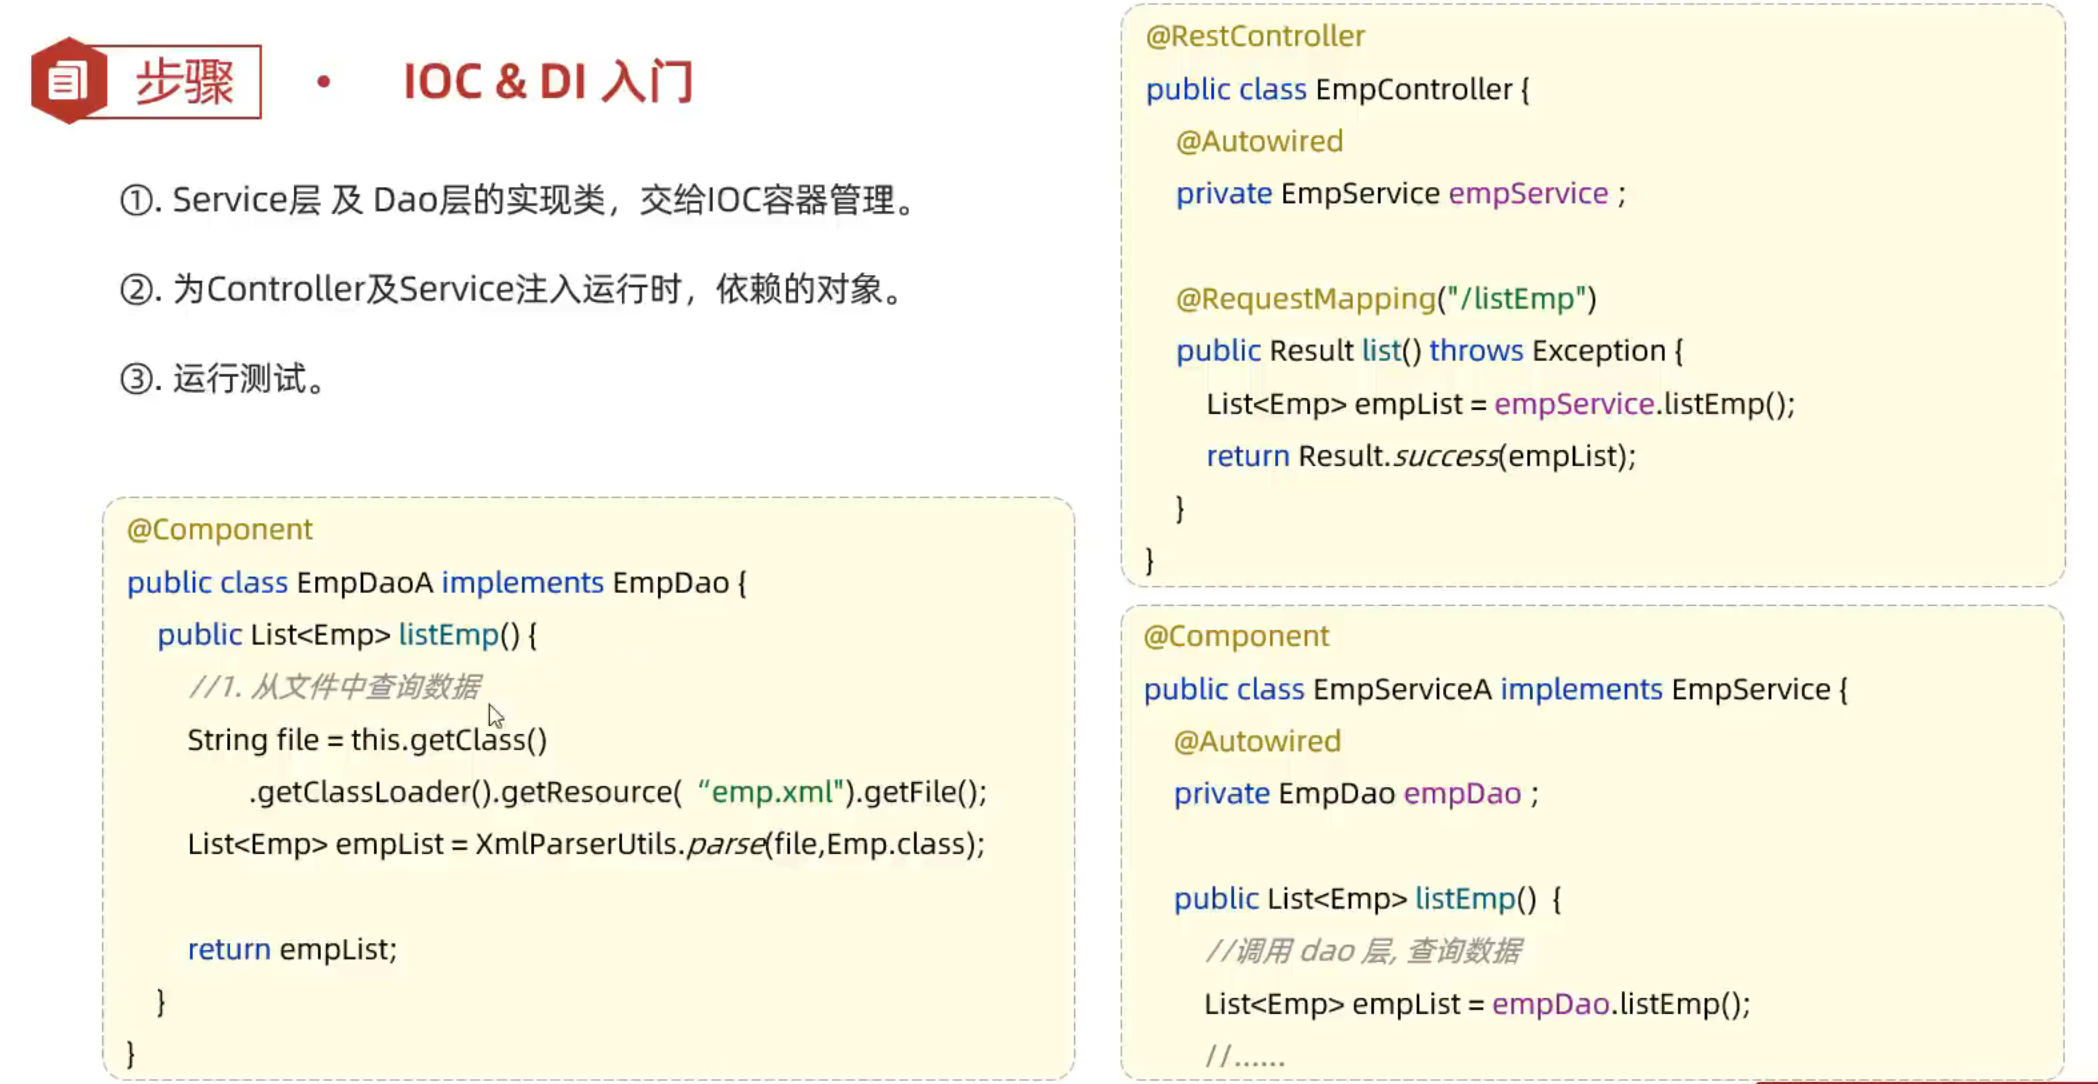 步骤
• IOC & DI 入门
①. Service层 及 Dao层的实现类，交给IOC容器管理。
②. 为Controller及Service注入运行时，依赖的对象。
③. 运行测试。
@Component
public class EmpDaoA implements EmpDao {
public List<Emp> listEmp() {
//1. 从文件中查询数据
String file = this.getClass()
.getClassLoader().getResource( “emp.xml").getFile();
List<Emp> empList = XmlParserUtils.parse(file,Emp.class);
return empList;
}
}
@RestController
public class EmpController {
@Autowired
private EmpService empService ;
@RequestMapping("/listEmp")
public Result list() throws Exception {
List<Emp> empList = empService.listEmp();
return Result.success(empList);
}
}
@Component
public class EmpServiceA implements EmpService {
@Autowired
private EmpDao empDao ;
public List<Emp> listEmp() {
//调用 dao 层, 查询数据
List<Emp> empList = empDao.listEmp();
//......